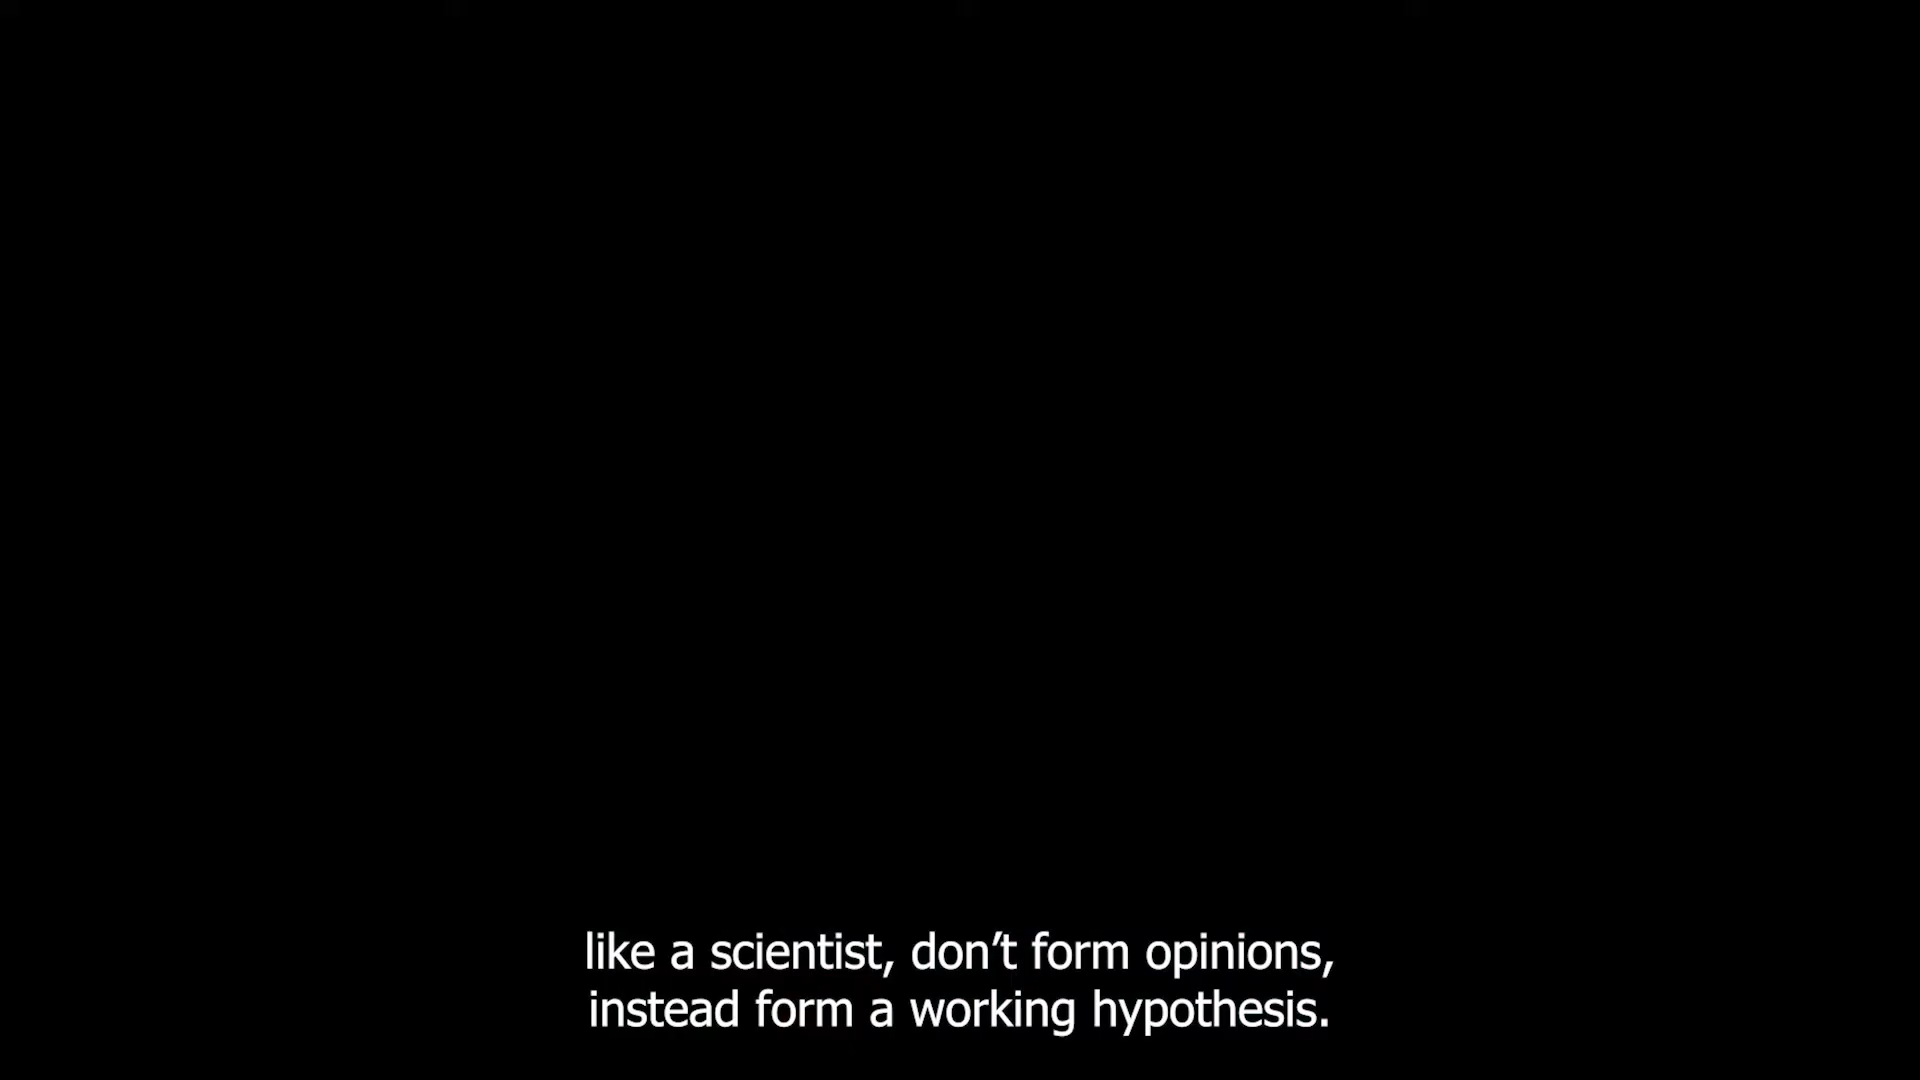 like a scientist, don’t form opinions,
instead form a working hypothesis.